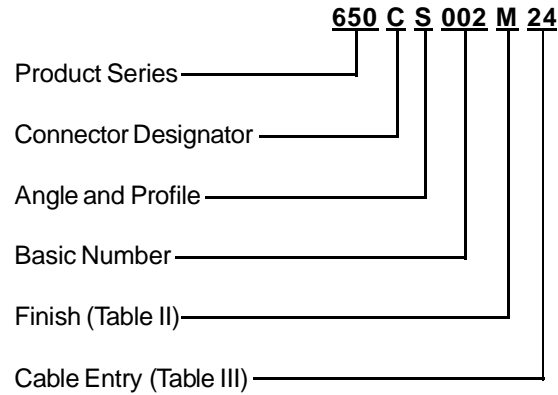 650 C S 002 M 24
Product Series
Connector Designator
Angle and Profile
Basic Number
Finish (Table II)
Cable Entry (Table III)